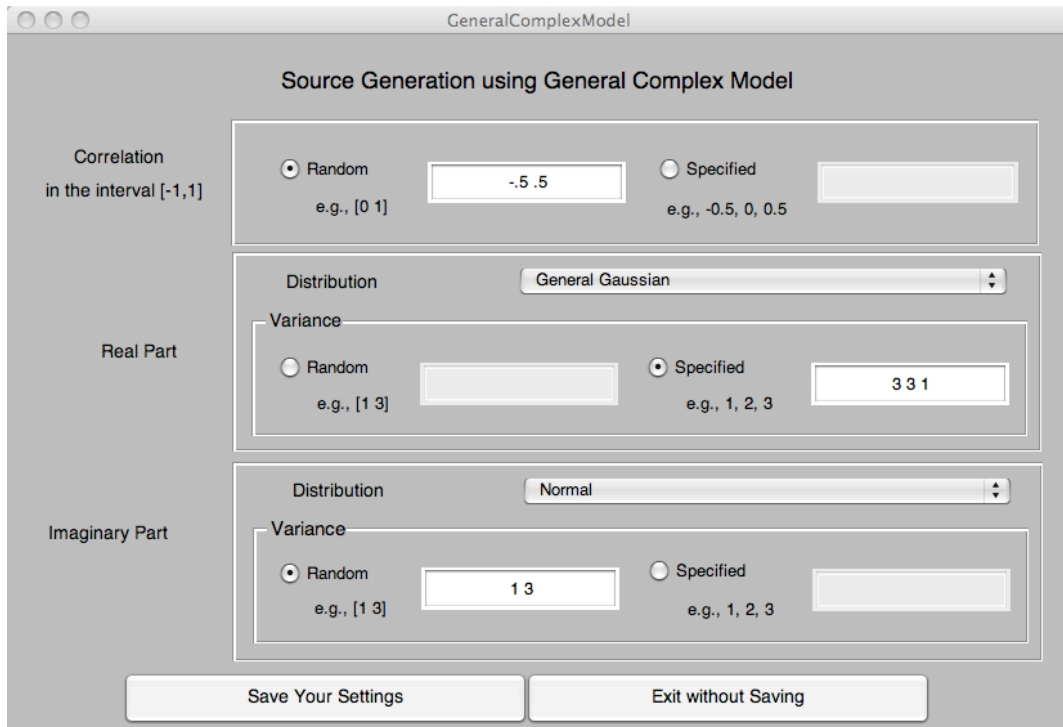 GeneralComplexModel
Source Generation using General Complex Model
Correlation
in the interval [-1,1]
Random
-.5 .5
Specified
e.g., [0 1]
e.g., -0.5, 0, 0.5
Real Part
Distribution
General Gaussian
Variance
Random
Specified
3 3 1
e.g., [1 3]
e.g., 1, 2, 3
Imaginary Part
Distribution
Normal
Variance
Random
1 3
Specified
e.g., [1 3]
e.g., 1, 2, 3
Save Your Settings
Exit without Saving